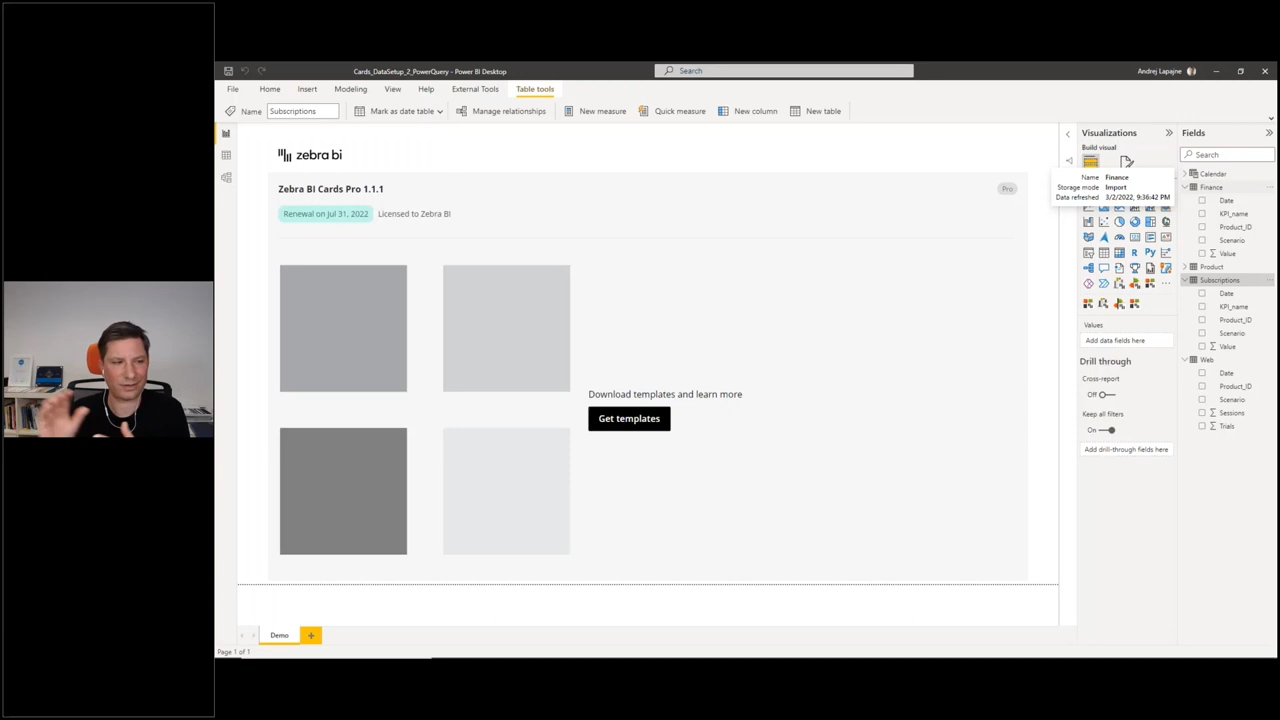 Cards_DataSetup_2_PowerQuery - Power BI Desktop
Search
Andrej Lapajne
File Home Insert Modeling View Help External Tools Table tools
Name Subscriptions Mark as date table Manage relationships New measure Quick measure New column New table
zebra bi
Zebra BI Cards Pro 1.1.1
Pro
Renewal on Jul 31, 2022 Licensed to Zebra BI
Download templates and learn more
Get templates
Demo
Page 1 of 1
Visualizations
Build visual
Name Finance
Storage mode Import
Data refreshed 3/2/2022, 9:36:42 PM
R Py
Values
Add data fields here
Drill through
Cross-report
Off
Keep all filters
On
Add drill-through fields here
Fields
Search
Calendar
Finance
Date
KPI_name
Product_ID
Scenario
Value
Product
Subscriptions
Date
KPI_name
Product_ID
Scenario
Value
Web
Date
Product_ID
Scenario
Sessions
Trials